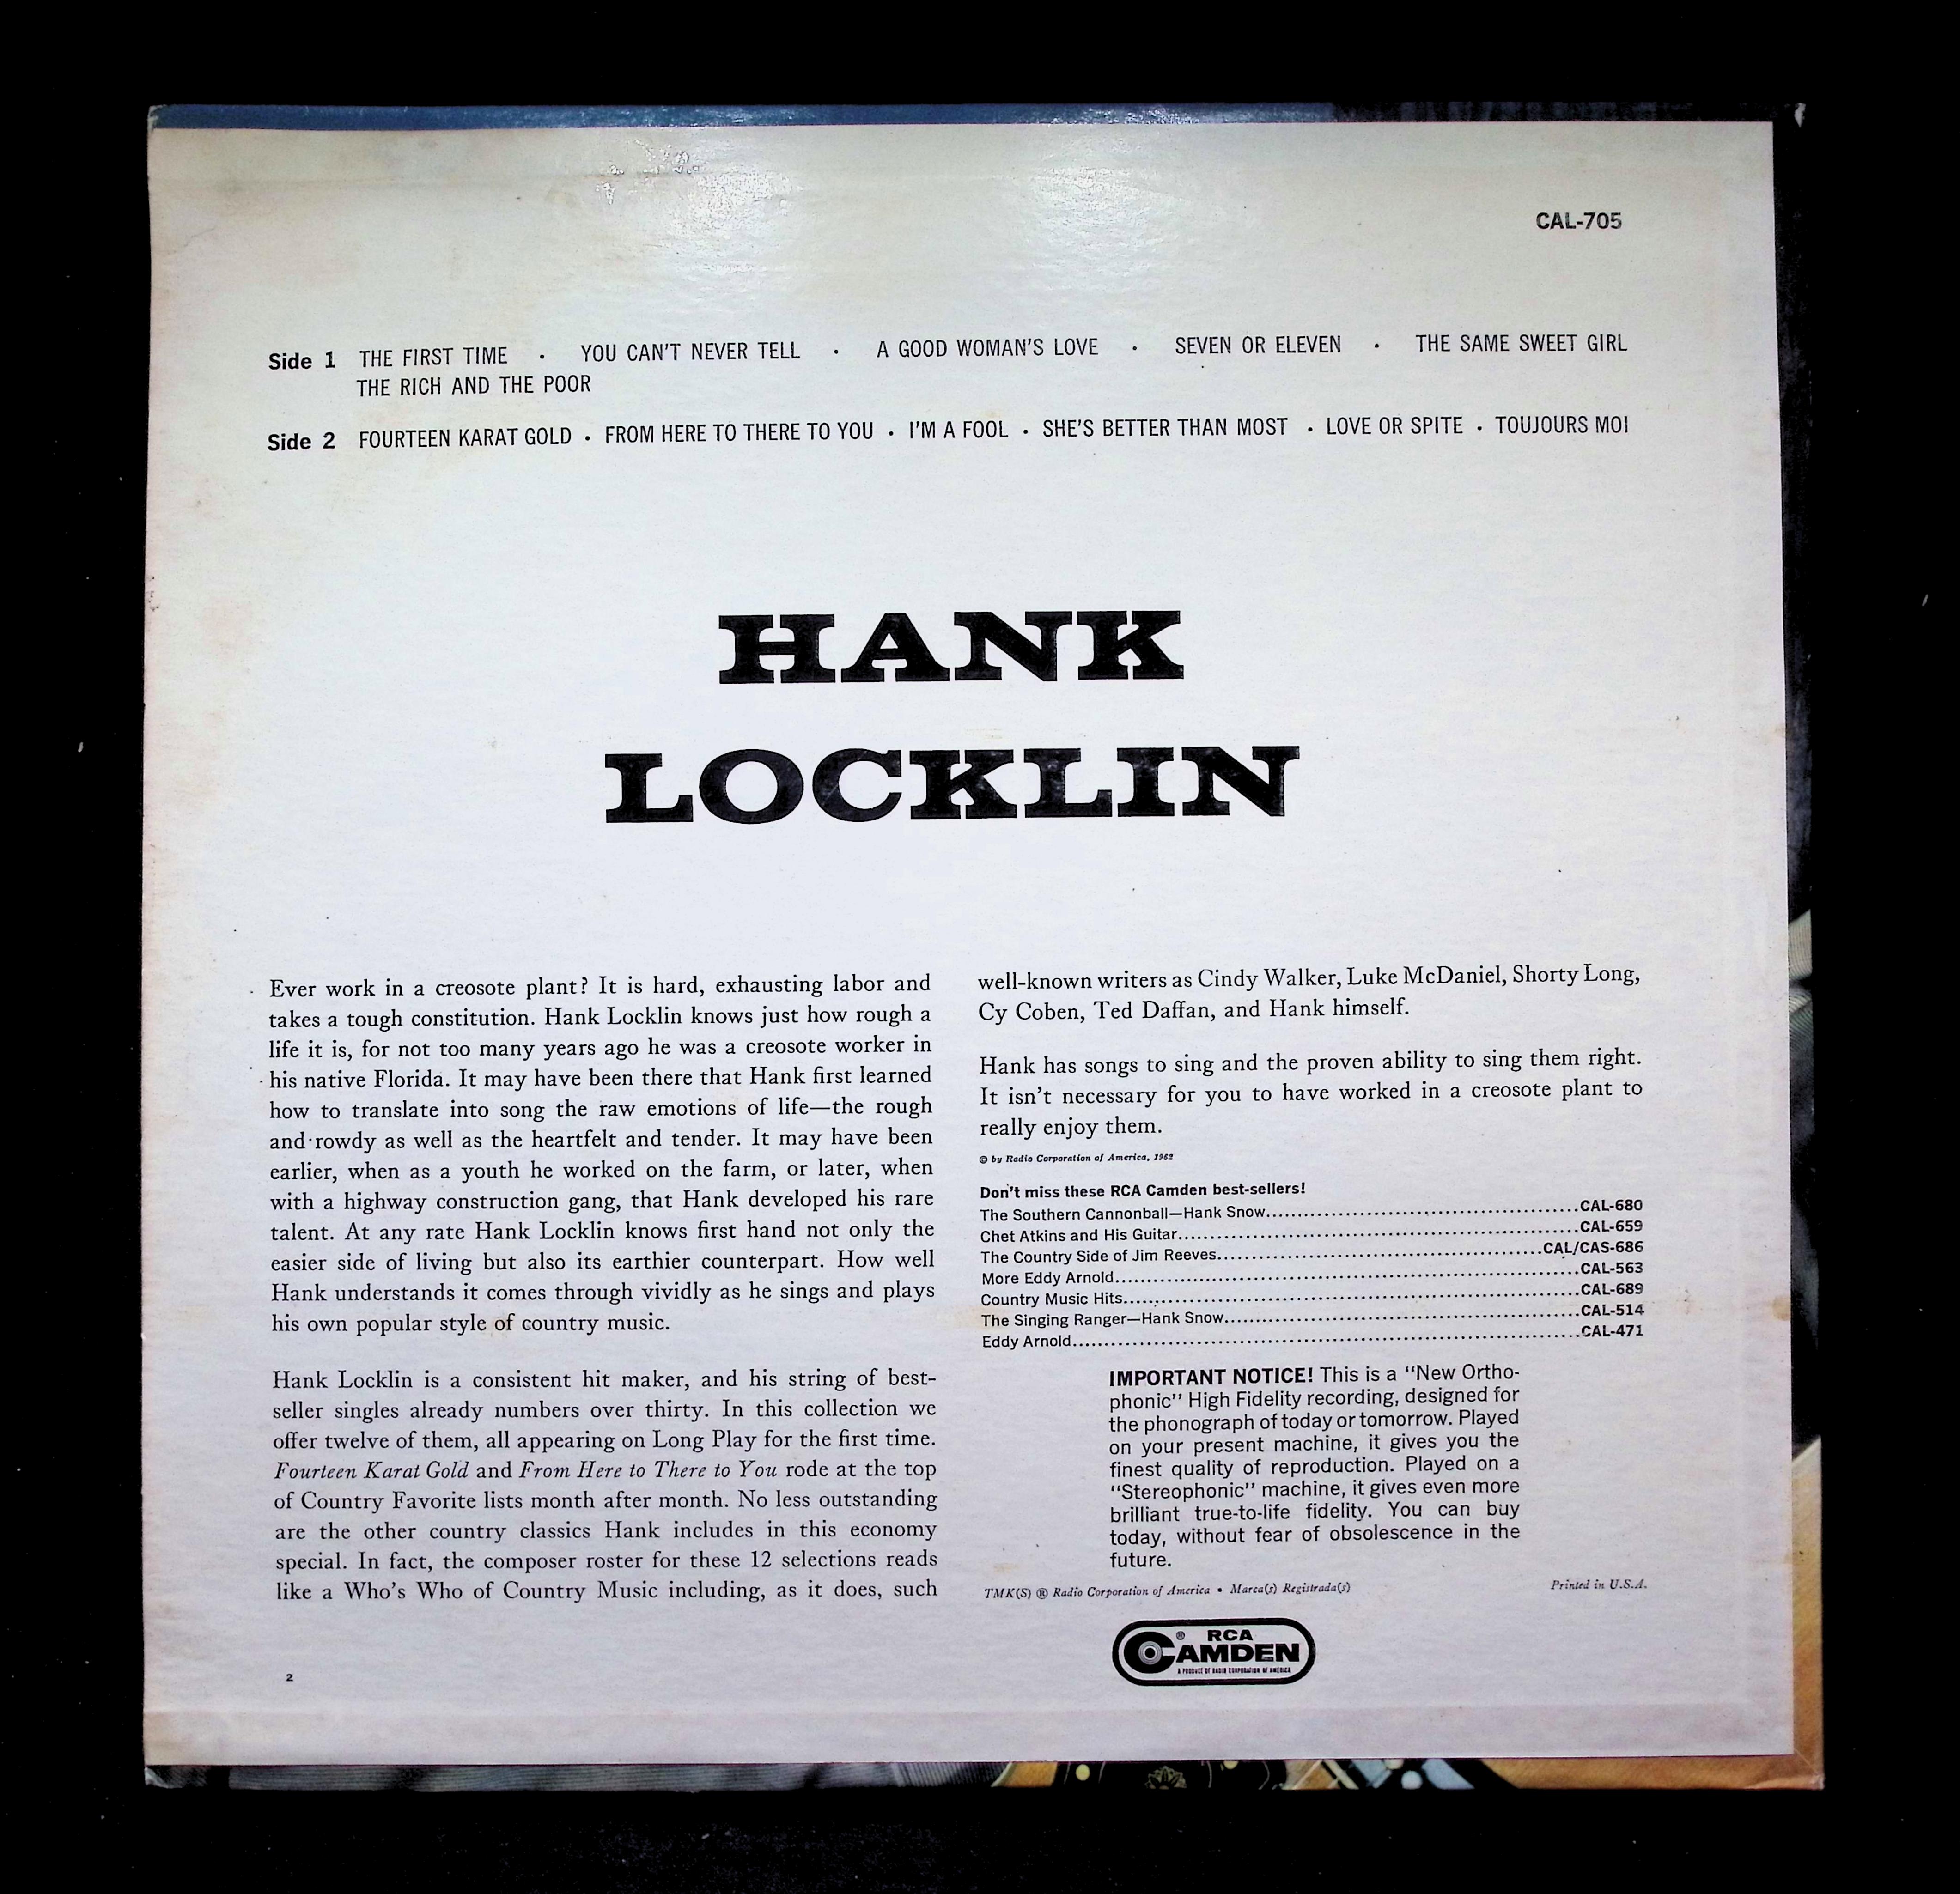 CAL-705
Side 1 THE FIRST TIME · YOU CAN'T NEVER TELL · A GOOD WOMAN'S LOVE · SEVEN OR ELEVEN · THE SAME SWEET GIRL
THE RICH AND THE POOR
Side 2 FOURTEEN KARAT GOLD · FROM HERE TO THERE TO YOU · I'M A FOOL · SHE'S BETTER THAN MOST · LOVE OR SPITE · TOUJOURS MOI
HANK
LOCKLIN
Ever work in a creosote plant? It is hard, exhausting labor and
takes a tough constitution. Hank Locklin knows just how rough a
life it is, for not too many years ago he was a creosote worker in
his native Florida. It may have been there that Hank first learned
how to translate into song the raw emotions of life—the rough
and rowdy as well as the heartfelt and tender. It may have been
earlier, when as a youth he worked on the farm, or later, when
with a highway construction gang, that Hank developed his rare
talent. At any rate Hank Locklin knows first hand not only the
easier side of living but also its earthier counterpart. How well
Hank understands it comes through vividly as he sings and plays
his own popular style of country music.
Hank Locklin is a consistent hit maker, and his string of best-
seller singles already numbers over thirty. In this collection we
offer twelve of them, all appearing on Long Play for the first time.
Fourteen Karat Gold and From Here to There to You rode at the top
of Country Favorite lists month after month. No less outstanding
are the other country classics Hank includes in this economy
special. In fact, the composer roster for these 12 selections reads
like a Who's Who of Country Music including, as it does, such
2
well-known writers as Cindy Walker, Luke McDaniel, Shorty Long,
Cy Coben, Ted Daffan, and Hank himself.
Hank has songs to sing and the proven ability to sing them right.
It isn't necessary for you to have worked in a creosote plant to
really enjoy them.
© by Radio Corporation of America, 1962
Don't miss these RCA Camden best-sellers!
The Southern Cannonball—Hank Snow..........CAL-680
Chet Atkins and His Guitar..........CAL-659
The Country Side of Jim Reeves..........CAL/CAS-686
More Eddy Arnold..........CAL-563
Country Music Hits..........CAL-689
The Singing Ranger—Hank Snow..........CAL-514
Eddy Arnold..........CAL-471
IMPORTANT NOTICE! This is a "New Ortho-
phonic" High Fidelity recording, designed for
the phonograph of today or tomorrow. Played
on your present machine, it gives you the
finest quality of reproduction. Played on a
"Stereophonic" machine, it gives even more
brilliant true-to-life fidelity. You can buy
today, without fear of obsolescence in the
future.
TMK(S) ® Radio Corporation of America • Marca(s) Registrada(s)
Printed in U.S.A.
® RCA
CAMDEN
A PRODUCT OF RADIO CORPORATION OF AMERICA